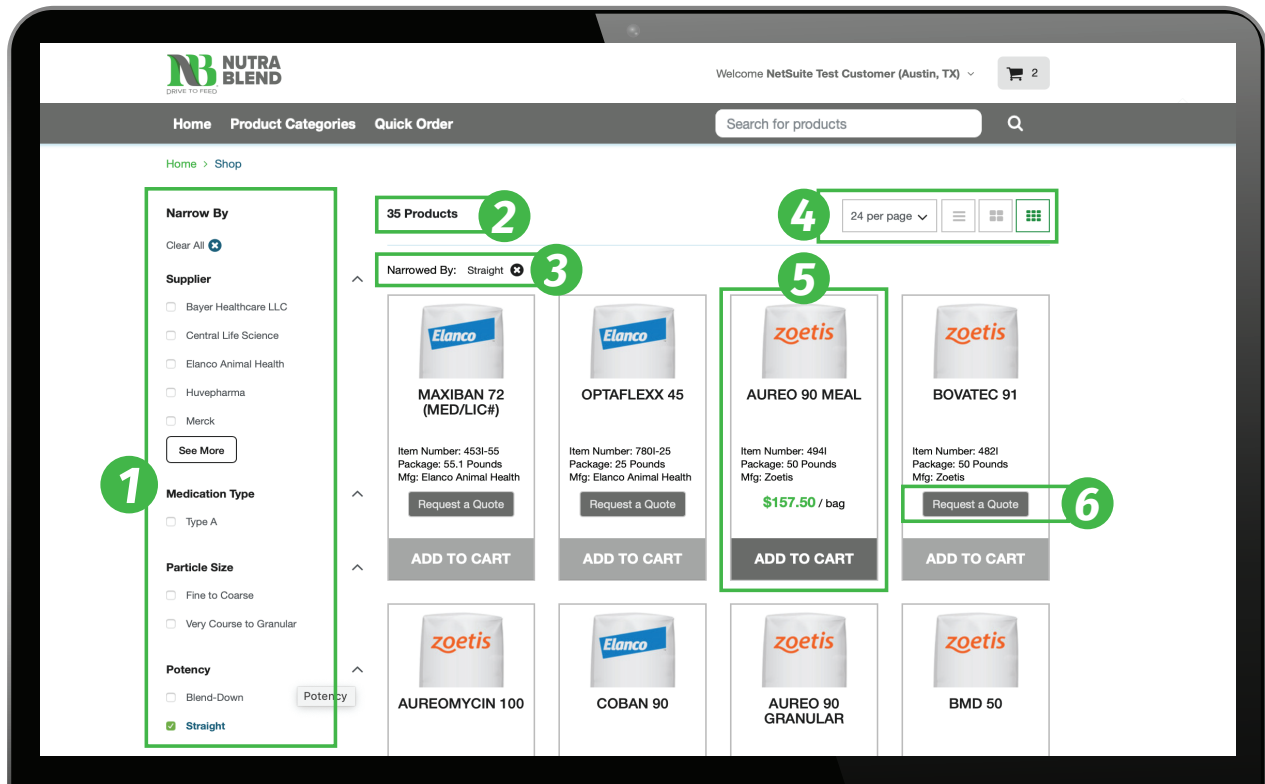 NB NUTRA
BLEND
DRIVE TO FEED
Welcome NetSuite Test Customer (Austin, TX)
2
Home Product Categories Quick Order
Search for products
Home > Shop
Narrow By
Clear All
Supplier
Bayer Healthcare LLC
Central Life Science
Elanco Animal Health
Huvepharma
Merck
See More
1
Medication Type
Type A
Particle Size
Fine to Coarse
Very Course to Granular
Potency
Blend-Down
Potency
Straight
35 Products
2
4
24 per page
Narrowed By: Straight
3
5
Elanco
MAXIBAN 72
(MED/LIC#)
Item Number: 453I-55
Package: 55.1 Pounds
Mfg: Elanco Animal Health
Request a Quote
ADD TO CART
Elanco
OPTAFLEXX 45
Item Number: 780I-25
Package: 25 Pounds
Mfg: Elanco Animal Health
Request a Quote
ADD TO CART
zoetis
AUREO 90 MEAL
Item Number: 494I
Package: 50 Pounds
Mfg: Zoetis
$157.50 / bag
ADD TO CART
zoetis
BOVATEC 91
Item Number: 482I
Package: 50 Pounds
Mfg: Zoetis
Request a Quote
6
ADD TO CART
zoetis
AUREOMYCIN 100
Elanco
COBAN 90
zoetis
AUREO 90
GRANULAR
zoetis
BMD 50